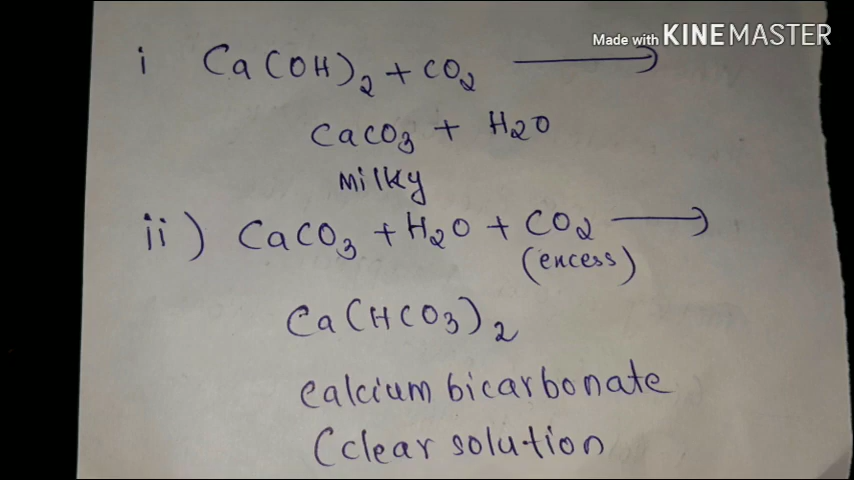 Made with KINEMASTER
i Ca(OH)2 + CO2 ⟶
CaCO3 + H2O
Milky
ii) CaCO3 + H2O + CO2 ⟶
(excess)
Ca(HCO3)2
calcium bicarbonate
(clear solution